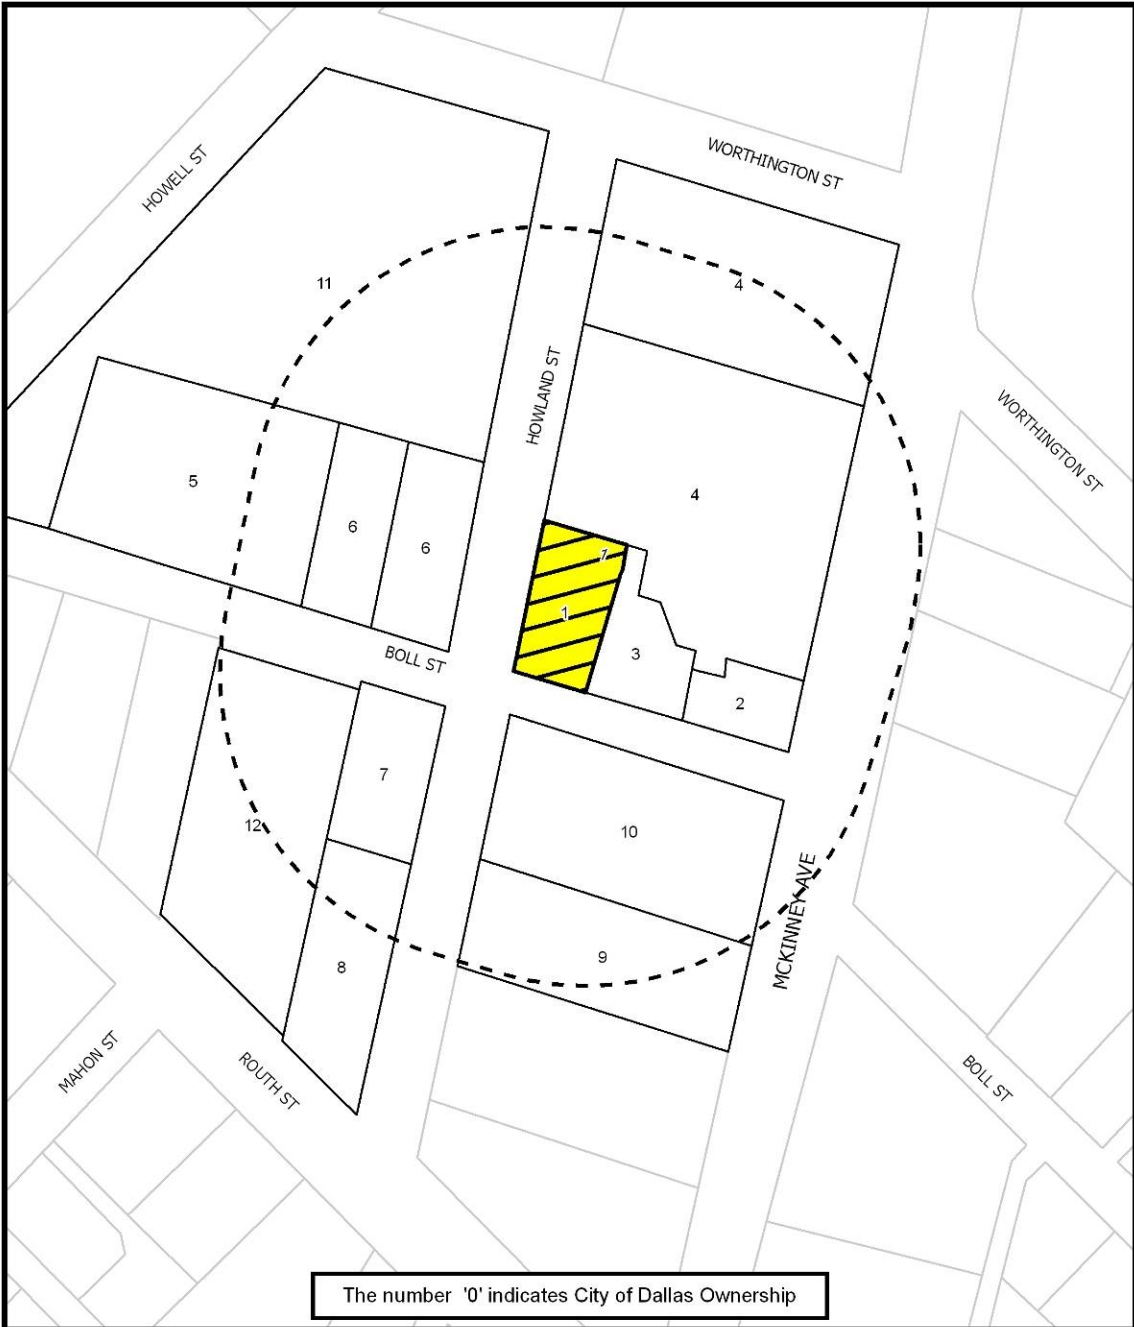 WORTHINGTON ST
HOWELL ST
11
4
HOWLAND ST
WORTHINGTON ST
5
4
6
6
1
1
3
BOLL ST
2
7
12
10
MCKINNEY AVE
9
8
MAHON ST
ROUTH ST
BOLL ST
The number '0' indicates City of Dallas Ownership